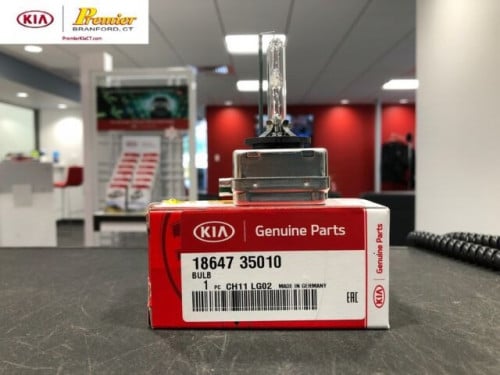 KIA
Premier
BRANFORD, CT
PremierKiaCT.com
KIA Genuine Parts
18647 35010
BULB
1 PC CH11 LG02 MADE IN GERMANY
EAC
KIA
Genuine
Parts